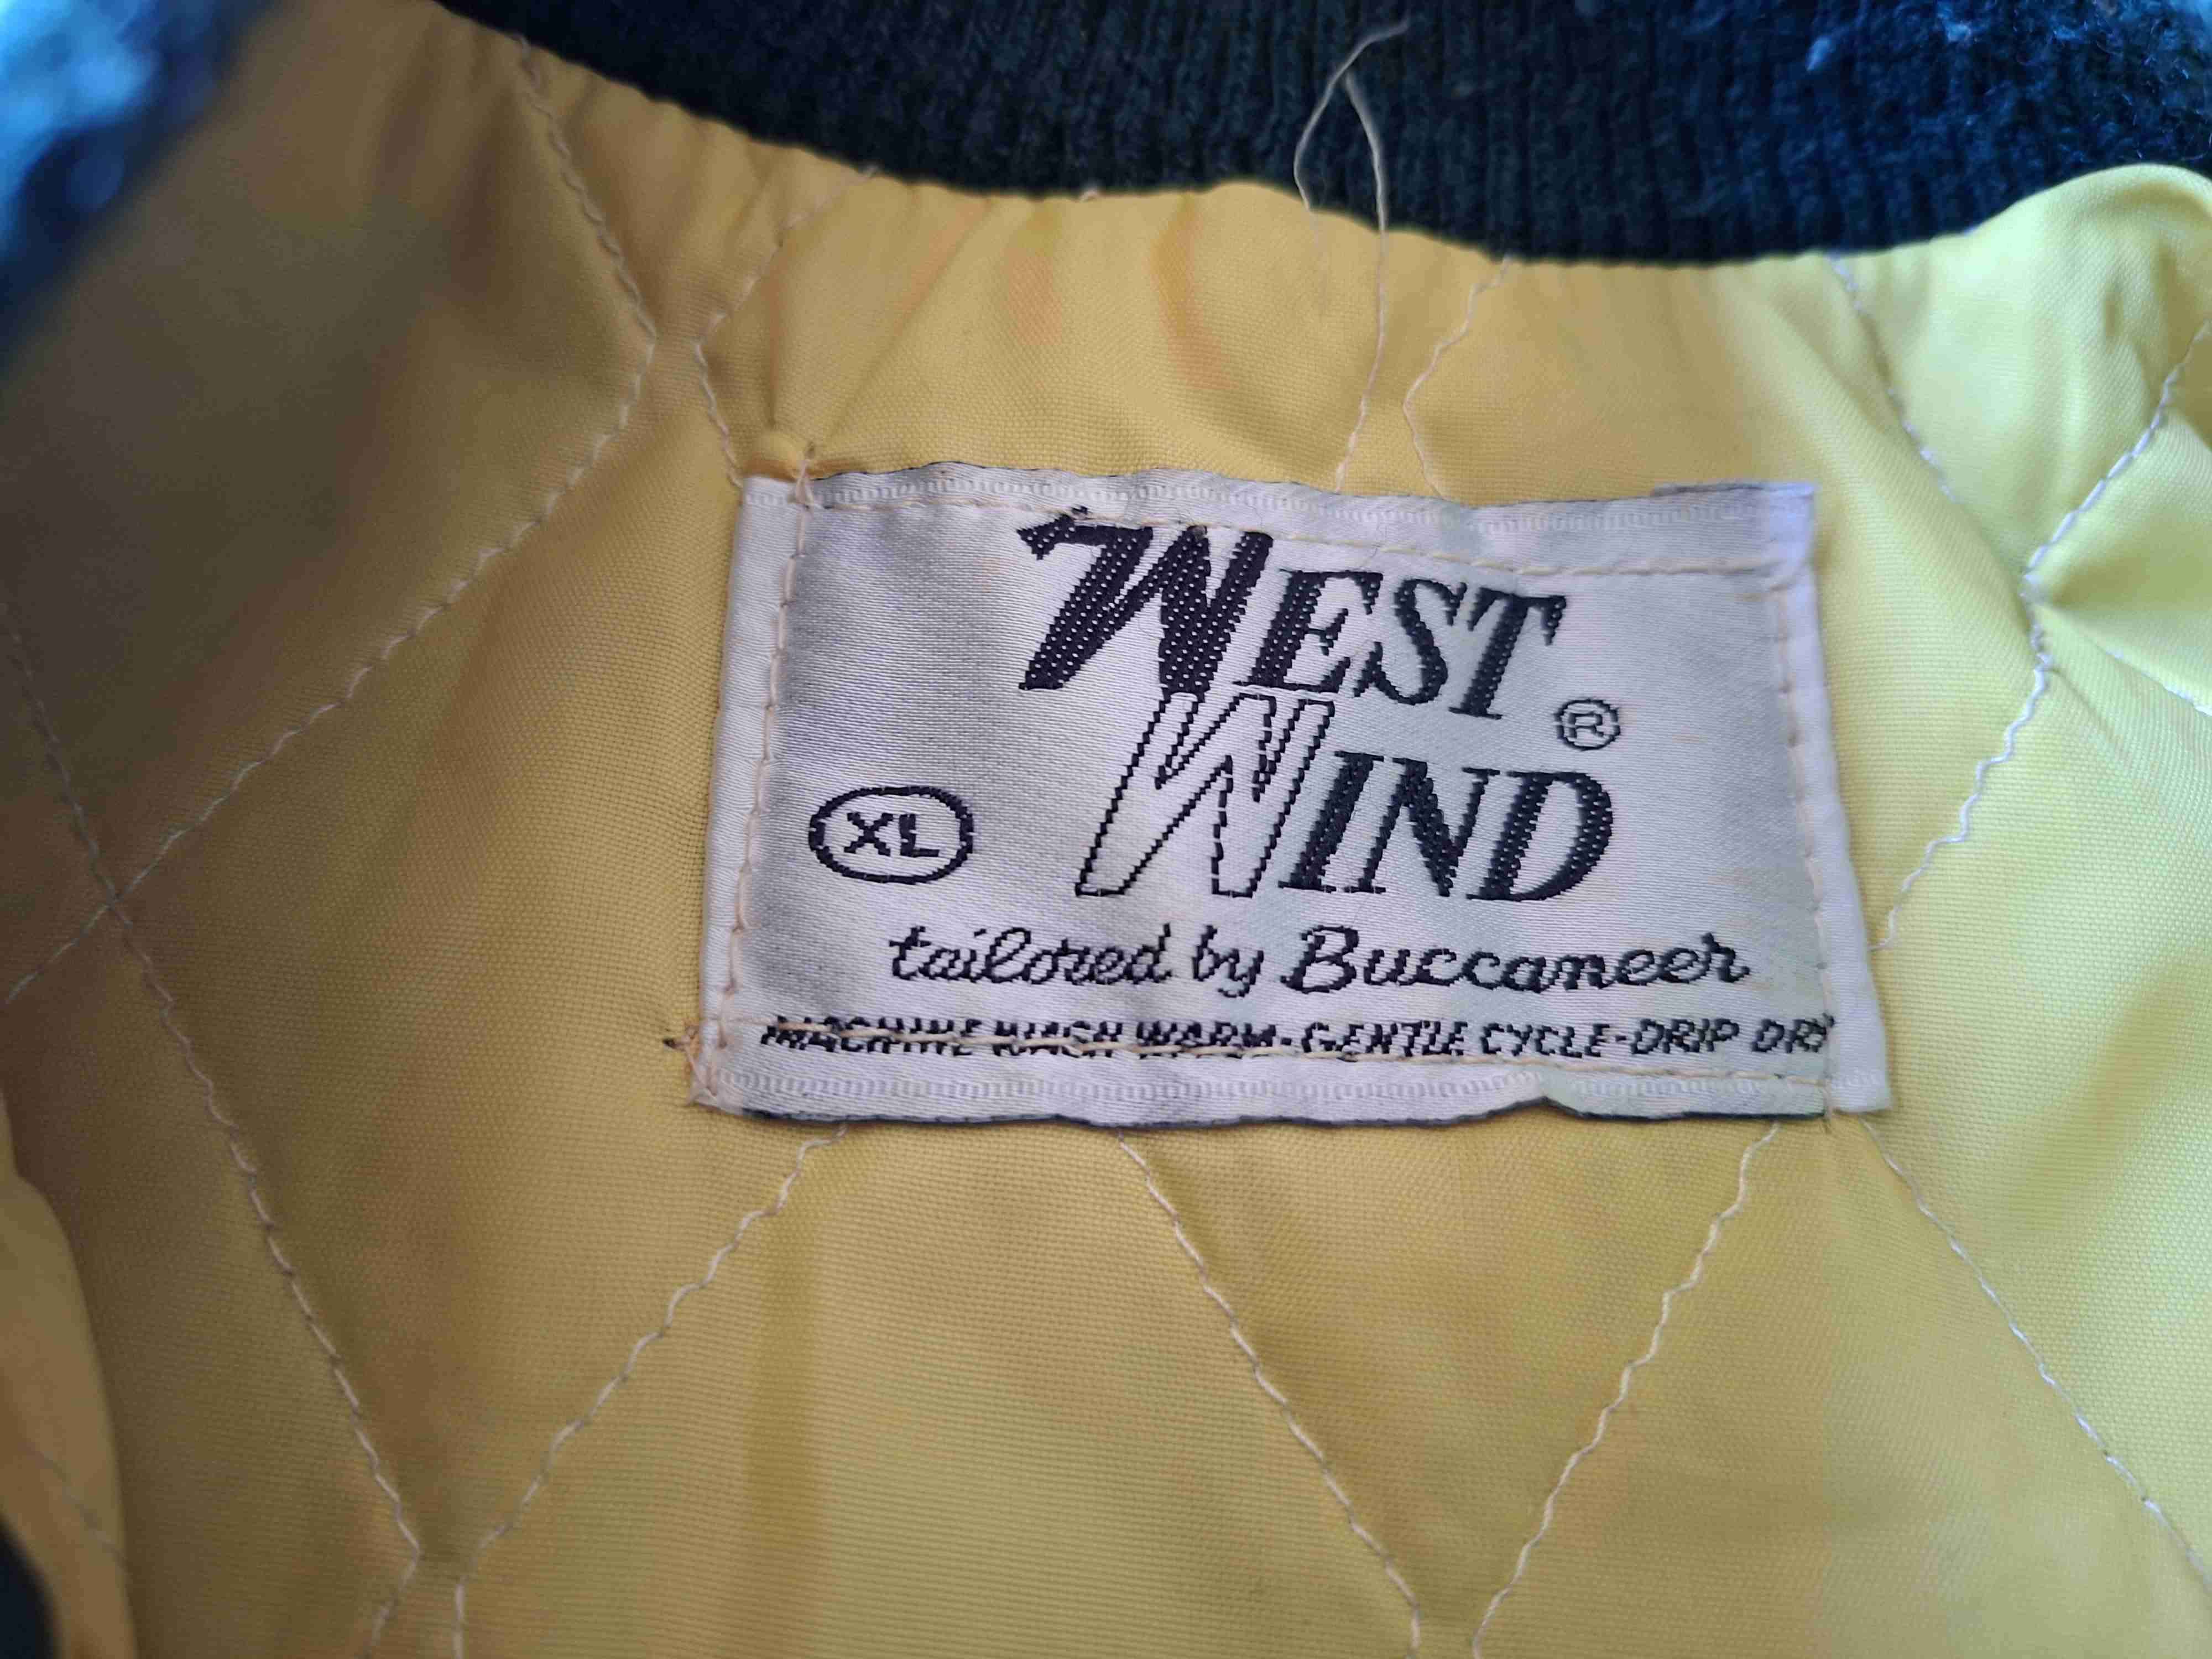 WEST
WIND ®
XL
tailored by Buccaneer
MACHINE WASH WARM-GENTLE CYCLE-DRIP DRY